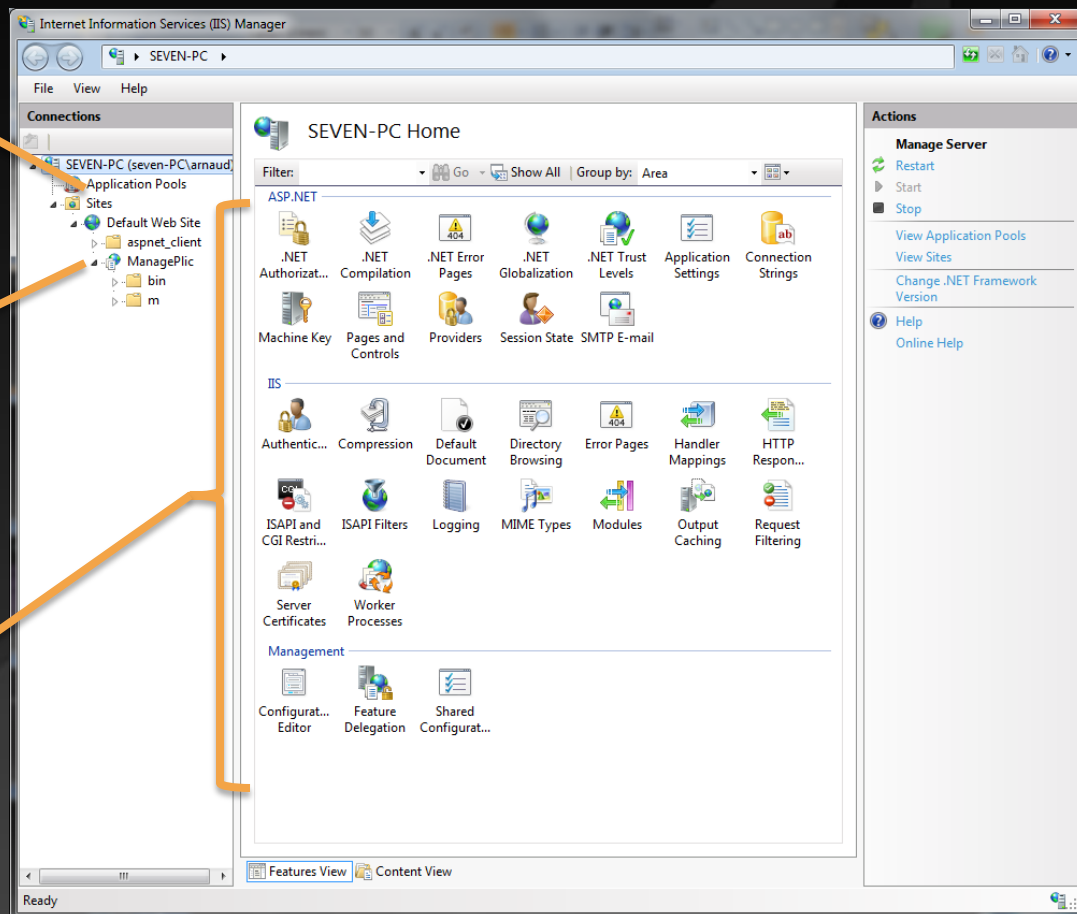 Internet Information Services (IIS) Manager
SEVEN-PC
File View Help
Connections
SEVEN-PC (seven-PC\arnaud)
Application Pools
Sites
Default Web Site
aspnet_client
ManagePlic
bin
m
SEVEN-PC Home
Filter: Go Show All Group by: Area
ASP.NET
.NET Authorizat...
.NET Compilation
.NET Error Pages
.NET Globalization
.NET Trust Levels
Application Settings
Connection Strings
Machine Key
Pages and Controls
Providers
Session State
SMTP E-mail
IIS
Authentic...
Compression
Default Document
Directory Browsing
Error Pages
Handler Mappings
HTTP Respon...
ISAPI and CGI Restri...
ISAPI Filters
Logging
MIME Types
Modules
Output Caching
Request Filtering
Server Certificates
Worker Processes
Management
Configurat... Editor
Feature Delegation
Shared Configurat...
Features View Content View
Actions
Manage Server
Restart
Start
Stop
View Application Pools
View Sites
Change .NET Framework
Version
Help
Online Help
Ready